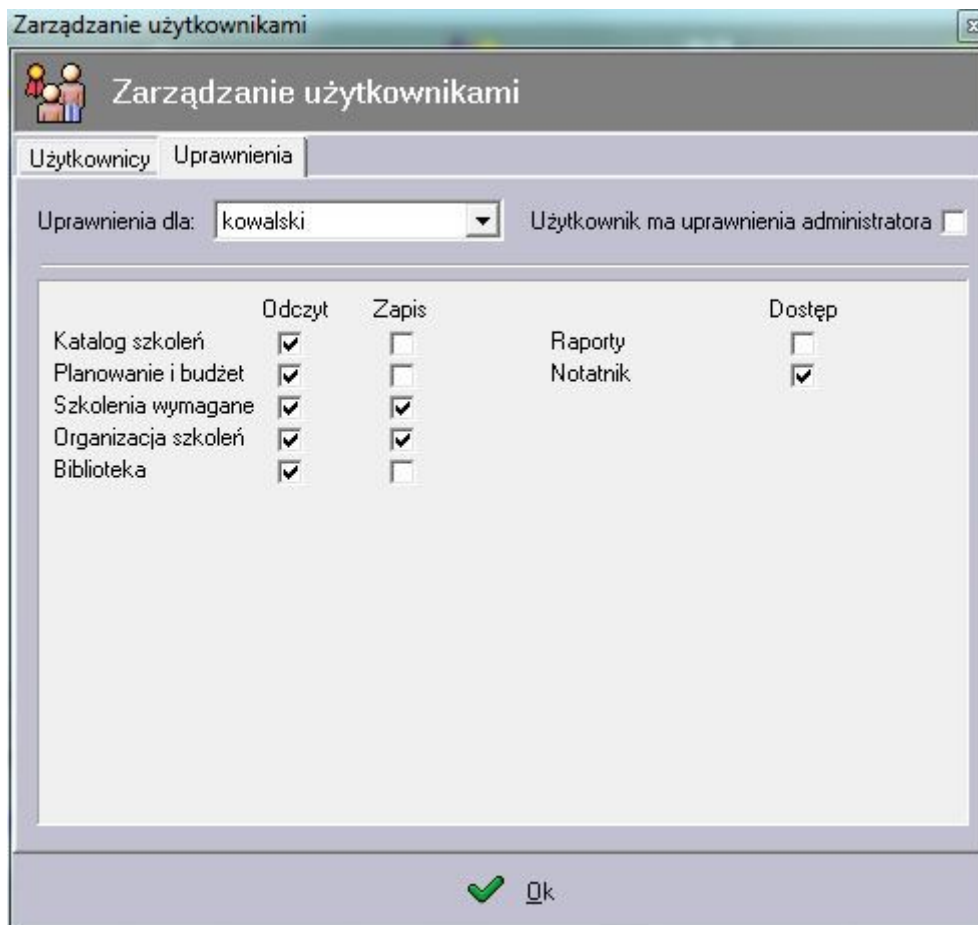 Zarządzanie użytkownikami
Zarządzanie użytkownikami
Użytkownicy Uprawnienia
Uprawnienia dla: kowalski Użytkownik ma uprawnienia administratora
Odczyt Zapis Dostęp
Katalog szkoleń Raporty
Planowanie i budżet Notatnik
Szkolenia wymagane
Organizacja szkoleń
Biblioteka
Ok